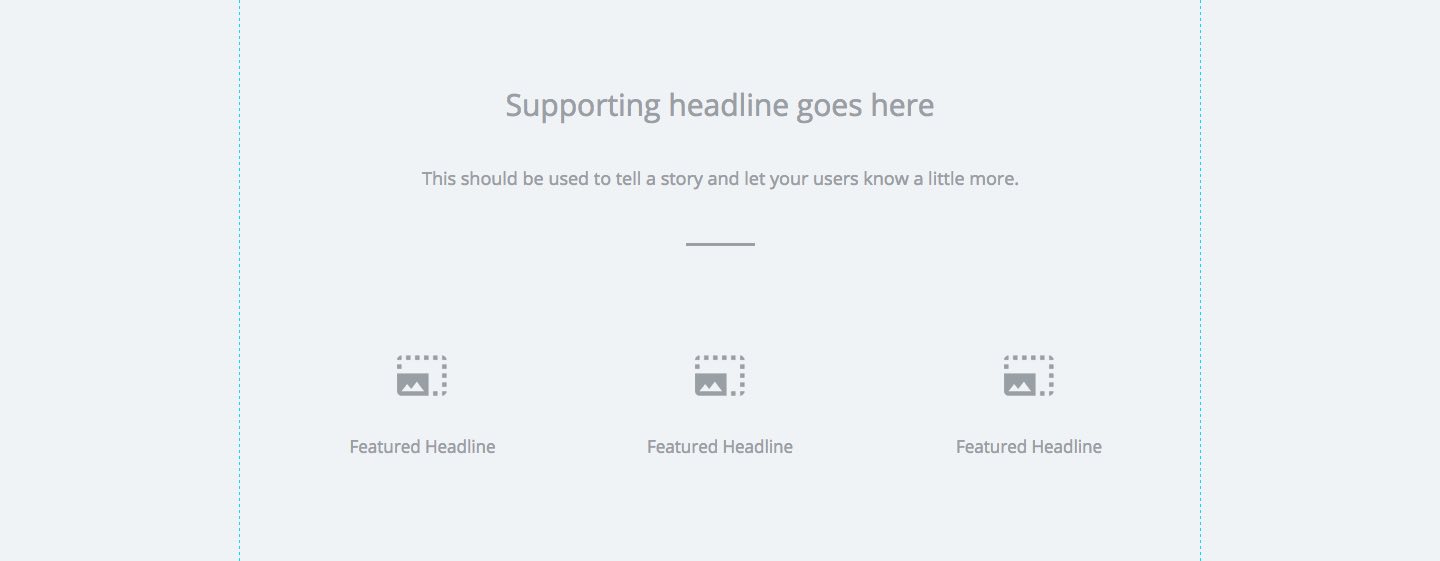 Supporting headline goes here
This should be used to tell a story and let your users know a little more.
Featured Headline
Featured Headline
Featured Headline